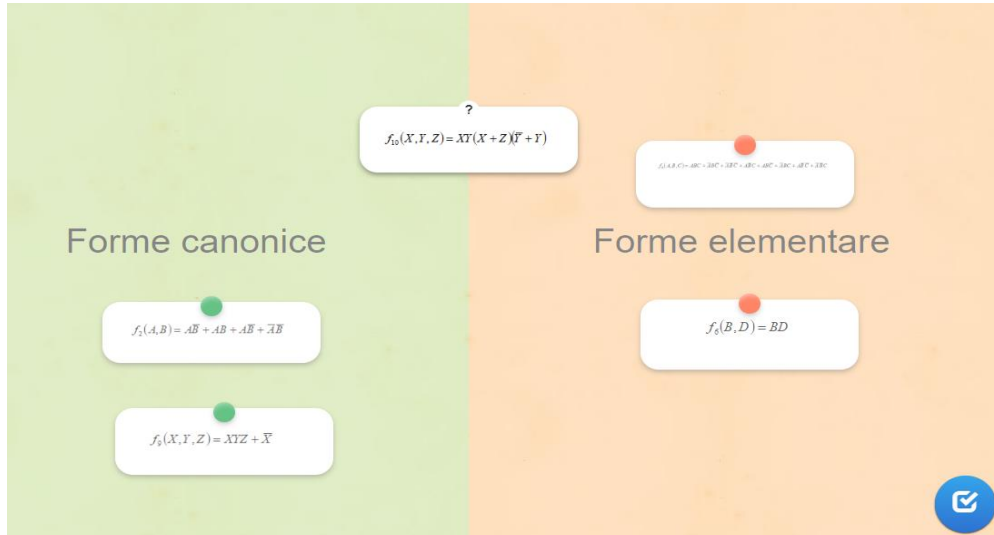 ?
f₁₀(X,Y,Z)=XY(X+Z)(Y̅+Y)
Forme canonice
Forme elementare
f₂(A,B)=AB̅+AB+AB̅+A̅B̅
f₆(B,D)=BD
f₉(X,Y,Z)=XYZ+X̅